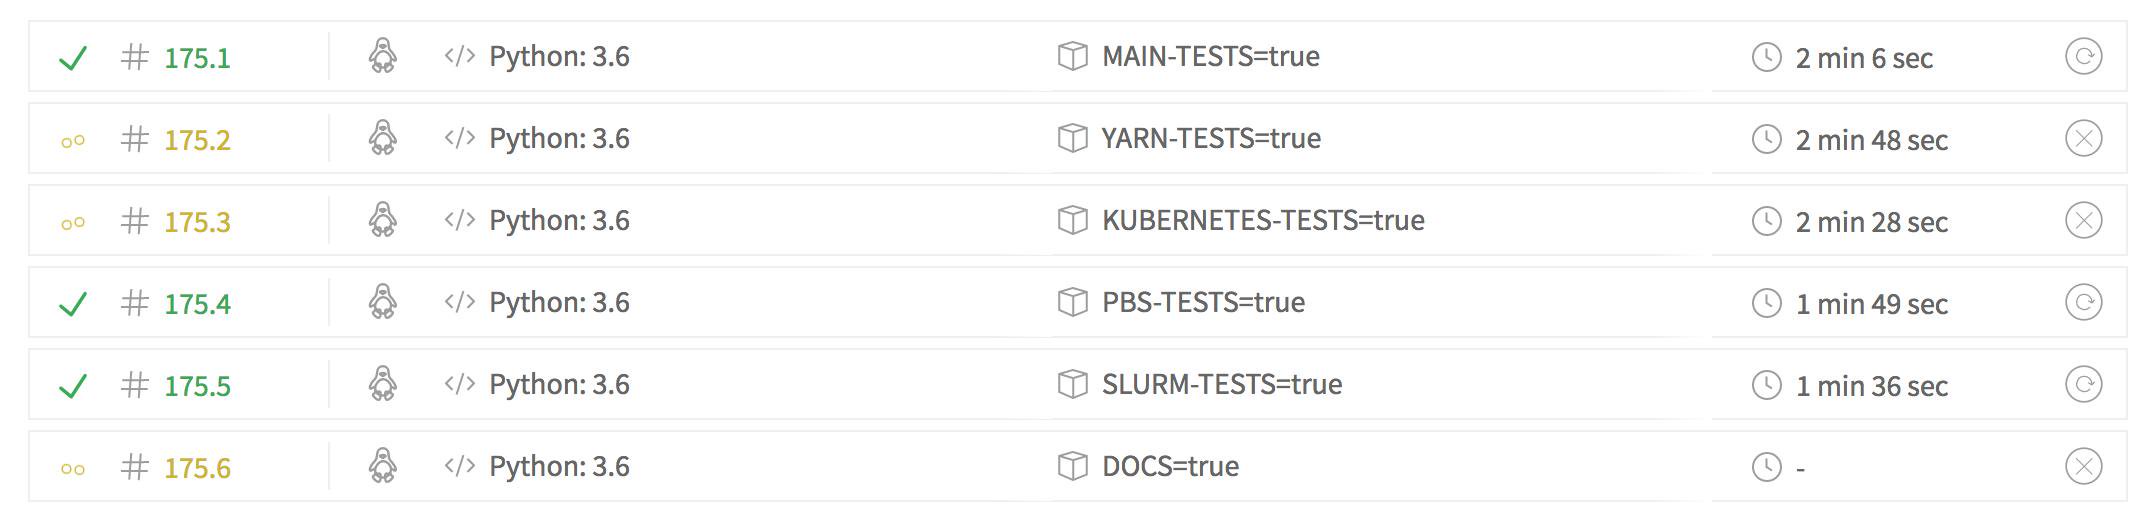 # 175.1 </> Python: 3.6 MAIN-TESTS=true 2 min 6 sec
# 175.2 </> Python: 3.6 YARN-TESTS=true 2 min 48 sec
# 175.3 </> Python: 3.6 KUBERNETES-TESTS=true 2 min 28 sec
# 175.4 </> Python: 3.6 PBS-TESTS=true 1 min 49 sec
# 175.5 </> Python: 3.6 SLURM-TESTS=true 1 min 36 sec
# 175.6 </> Python: 3.6 DOCS=true -